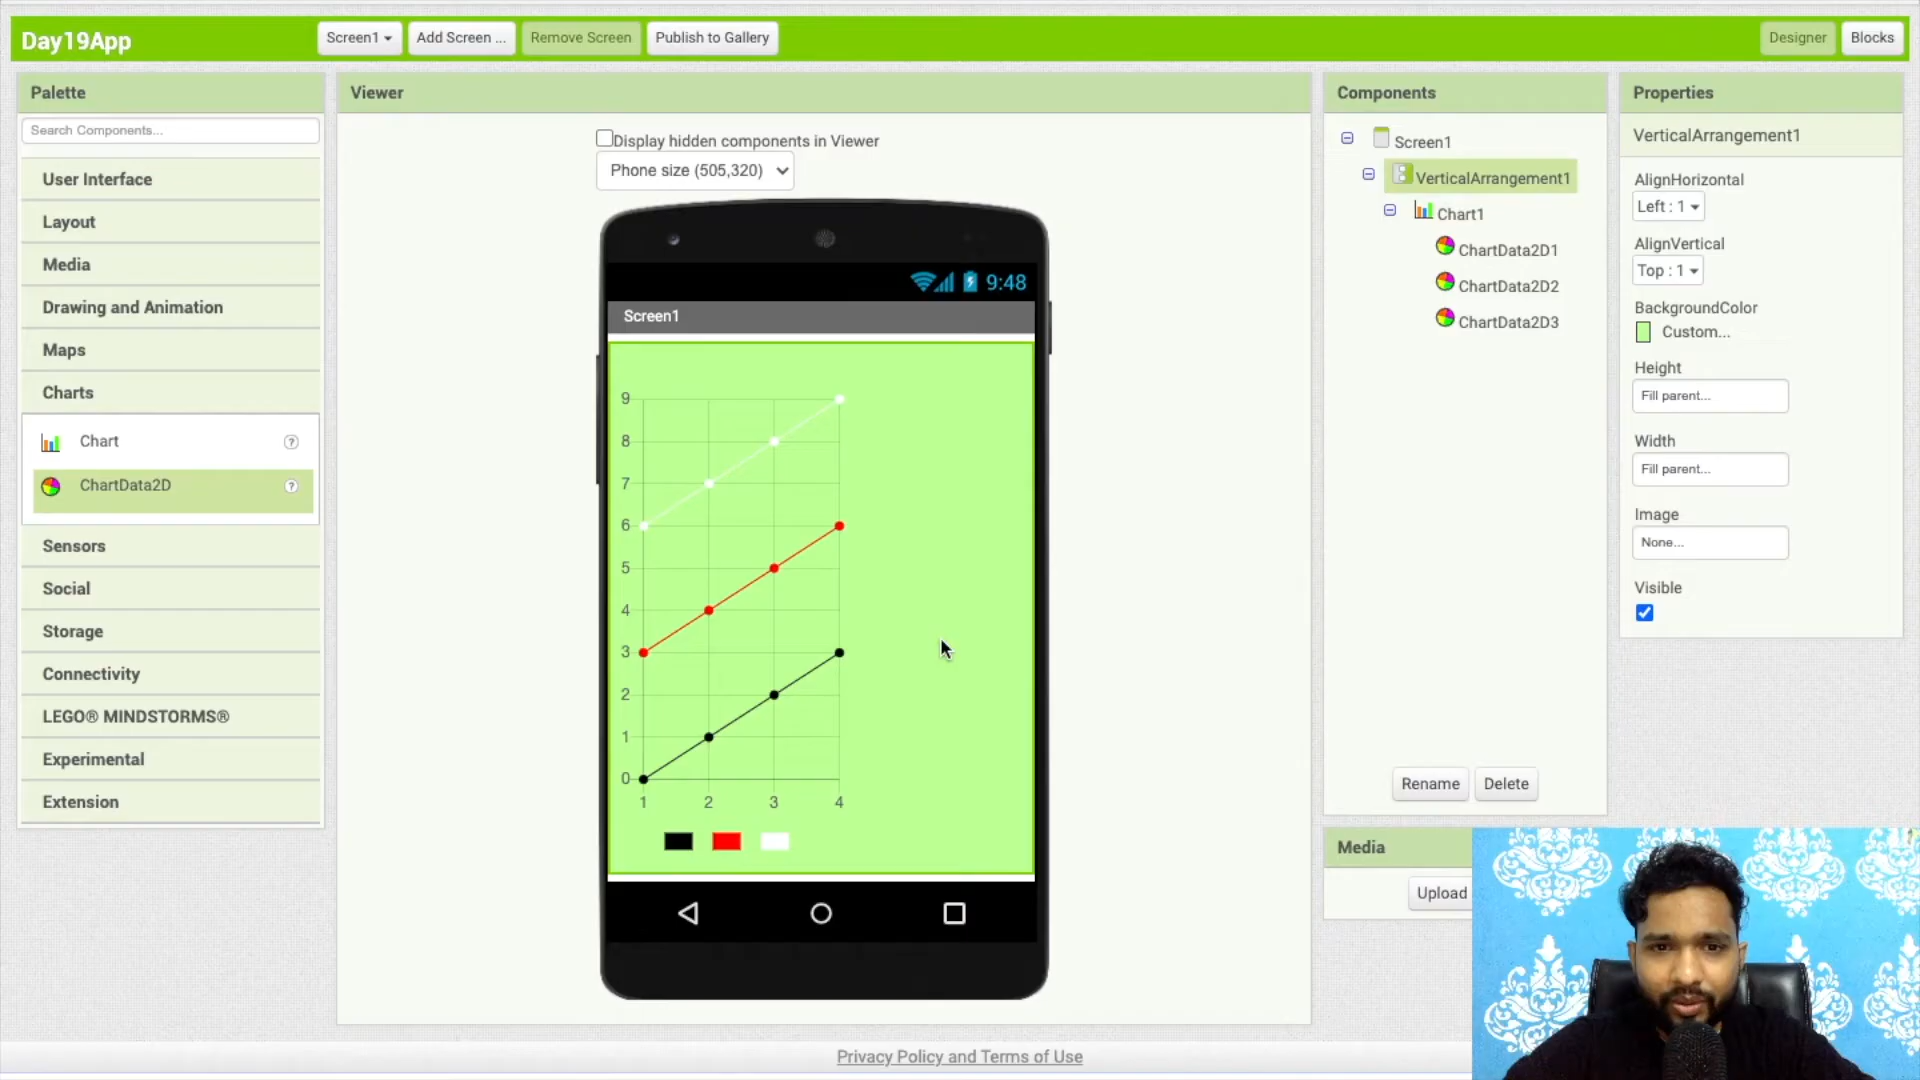 Day19App
Screen1
Add Screen ...
Remove Screen
Publish to Gallery
Designer
Blocks
Palette
Search Components...
User Interface
Layout
Media
Drawing and Animation
Maps
Charts
Chart
?
ChartData2D
?
Sensors
Social
Storage
Connectivity
LEGO® MINDSTORMS®
Experimental
Extension
Viewer
Display hidden components in Viewer
Phone size (505,320)
9:48
Screen1
9
8
7
6
5
4
3
2
1
0
1 2 3 4
Components
Screen1
VerticalArrangement1
Chart1
ChartData2D1
ChartData2D2
ChartData2D3
Rename
Delete
Media
Upload
Properties
VerticalArrangement1
AlignHorizontal
Left : 1
AlignVertical
Top : 1
BackgroundColor
Custom...
Height
Fill parent...
Width
Fill parent...
Image
None...
Visible
Privacy Policy and Terms of Use